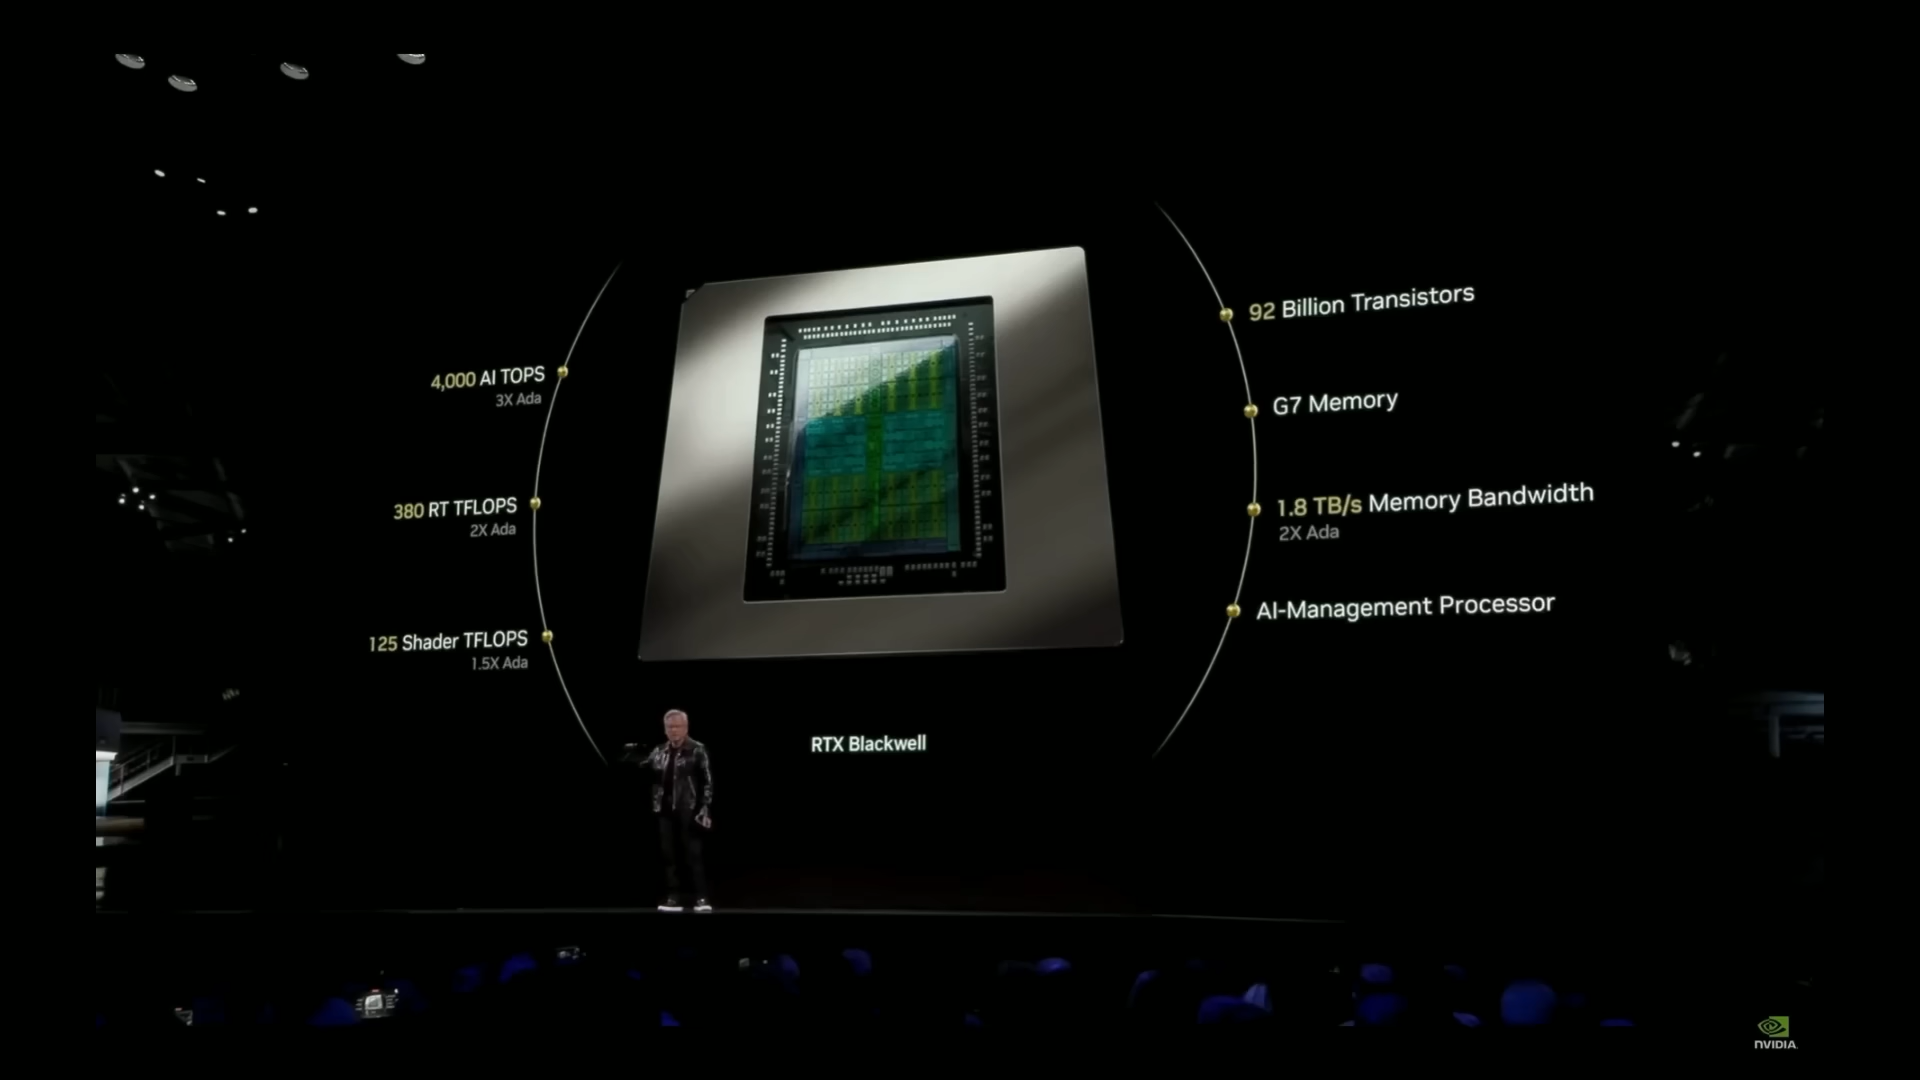 4,000 AI TOPS
3X Ada
380 RT TFLOPS
2X Ada
125 Shader TFLOPS
1.5X Ada
92 Billion Transistors
G7 Memory
1.8 TB/s Memory Bandwidth
2X Ada
AI-Management Processor
RTX Blackwell
NVIDIA